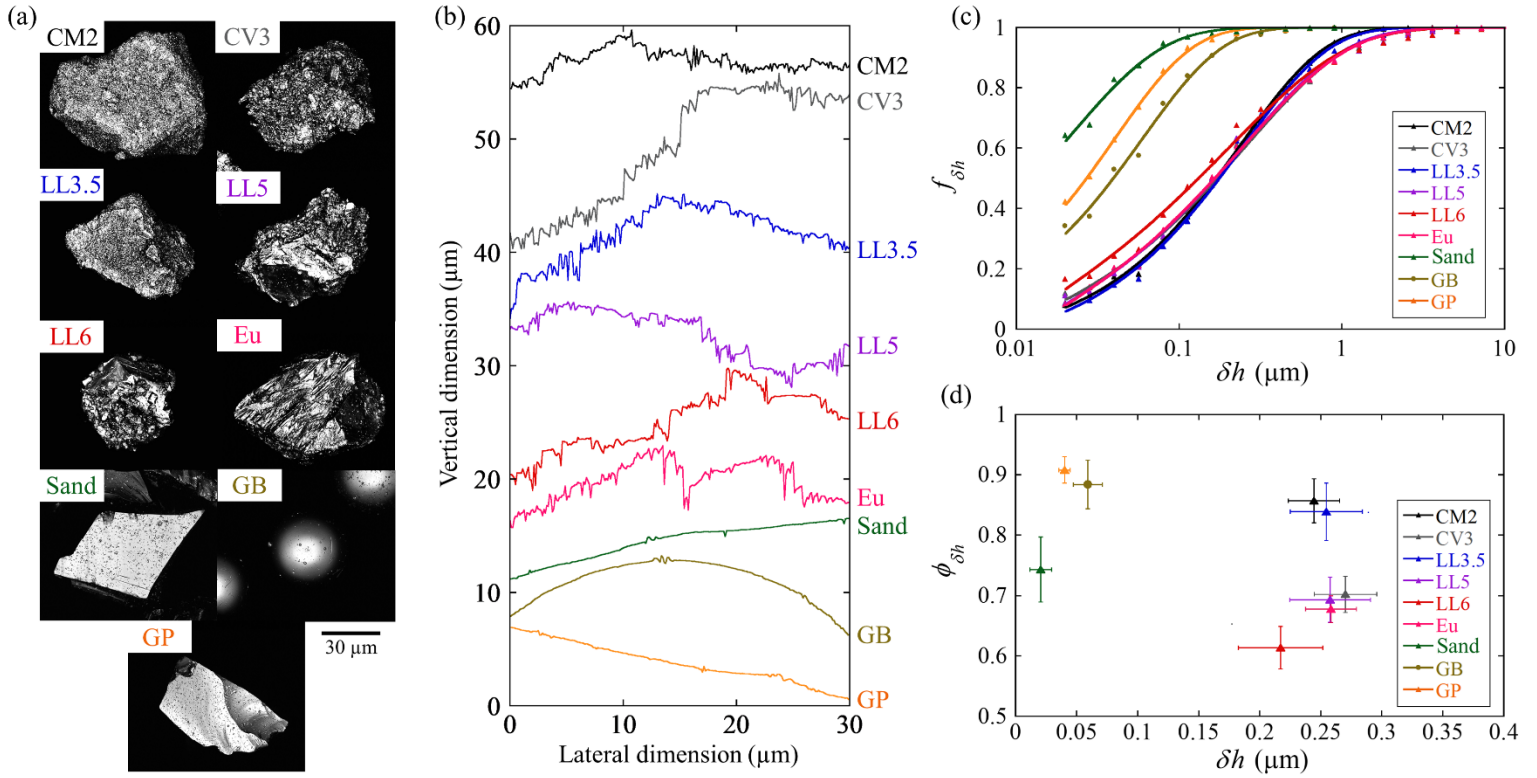 (a)
CM2
CV3
LL3.5
LL5
LL6
Eu
Sand
GB
GP
30 µm
(b)
60
50
40
30
20
10
0
Vertical dimension (µm)
CM2
CV3
LL3.5
LL5
LL6
Eu
Sand
GB
GP
0
10
20
30
Lateral dimension (µm)
(c)
1
0.8
0.6
0.4
0.2
0
f δh
CM2
CV3
LL3.5
LL5
LL6
Eu
Sand
GB
GP
0.01
0.1
1
10
δh (µm)
(d)
1
0.9
0.8
0.7
0.6
0.5
ϕ δh
CM2
CV3
LL3.5
LL5
LL6
Eu
Sand
GB
GP
0
0.05
0.1
0.15
0.2
0.25
0.3
0.35
0.4
δh (µm)